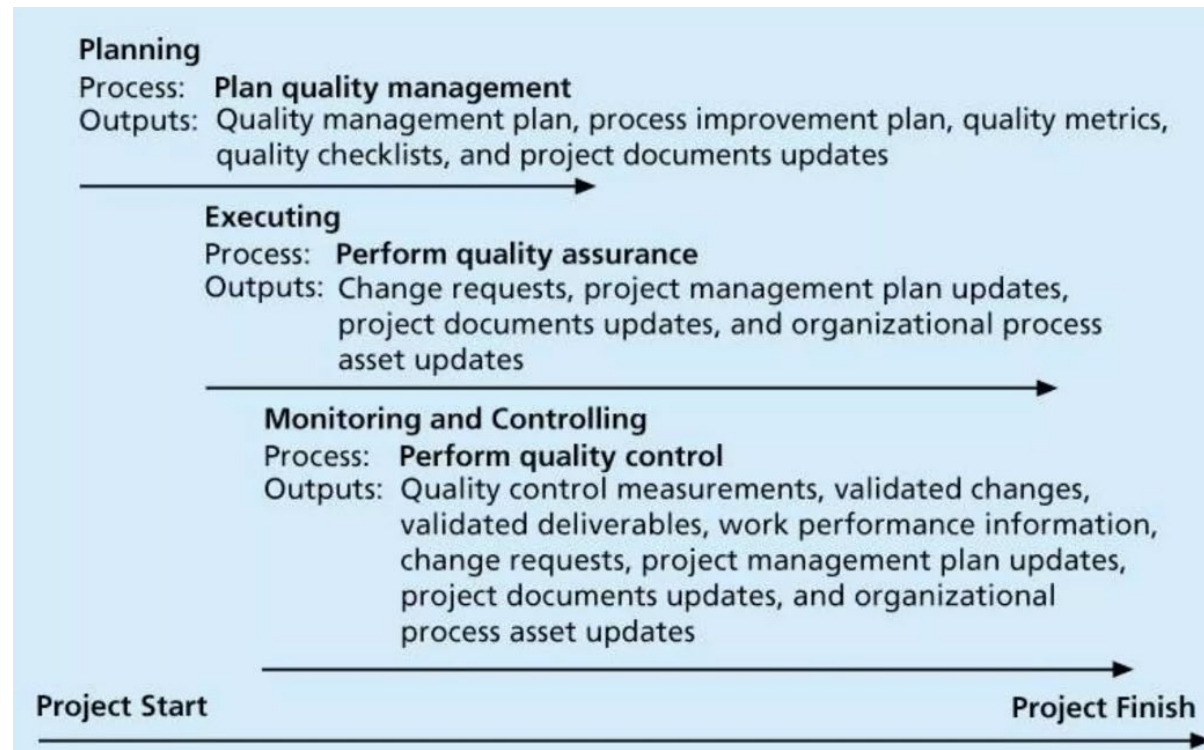 Planning
Process: Plan quality management
Outputs: Quality management plan, process improvement plan, quality metrics,
quality checklists, and project documents updates
Executing
Process: Perform quality assurance
Outputs: Change requests, project management plan updates,
project documents updates, and organizational process
asset updates
Monitoring and Controlling
Process: Perform quality control
Outputs: Quality control measurements, validated changes,
validated deliverables, work performance information,
change requests, project management plan updates,
project documents updates, and organizational
process asset updates
Project Start Project Finish